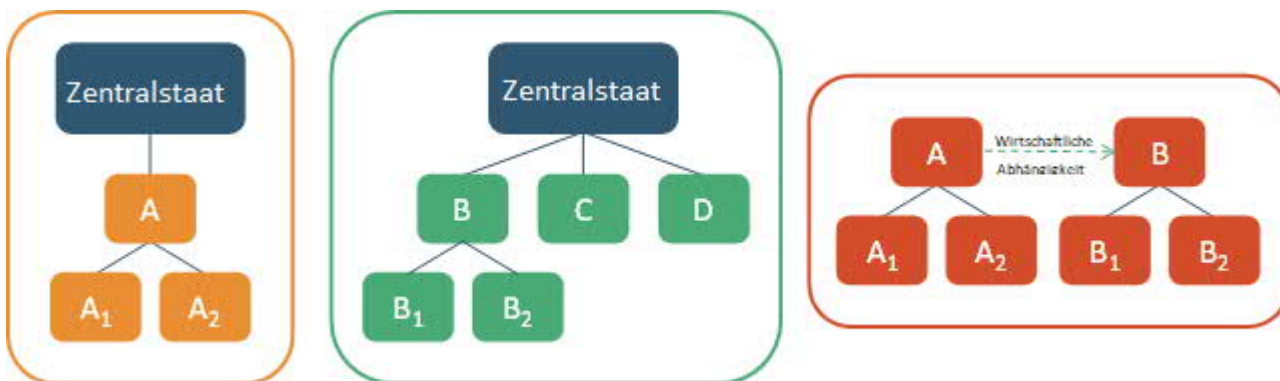 Zentralstaat
A
A₁ A₂
Zentralstaat
B C D
B₁ B₂
A Wirtschaftliche Abhängigkeit B
A₁ A₂ B₁ B₂